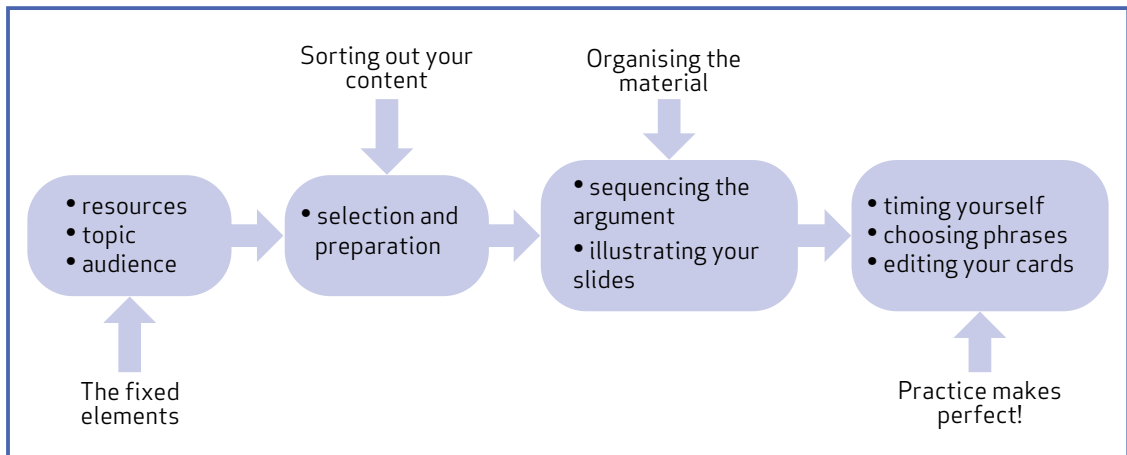 Sorting out your
content
Organising the
material
• resources
• topic
• audience
• selection and
preparation
• sequencing the
argument
• illustrating your
slides
• timing yourself
• choosing phrases
• editing your cards
The fixed
elements
Practice makes
perfect!